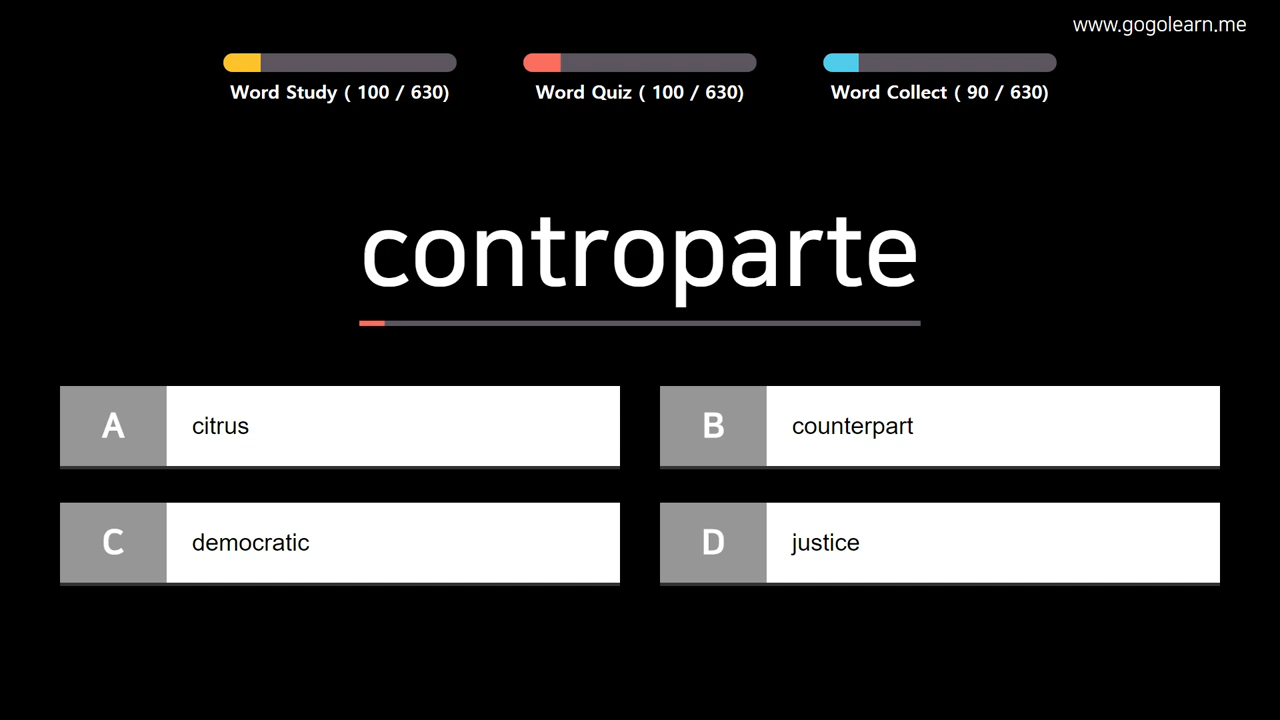 www.gogolearn.me
Word Study ( 100 / 630)
Word Quiz ( 100 / 630)
Word Collect ( 90 / 630)
controparte
A citrus
B counterpart
C democratic
D justice